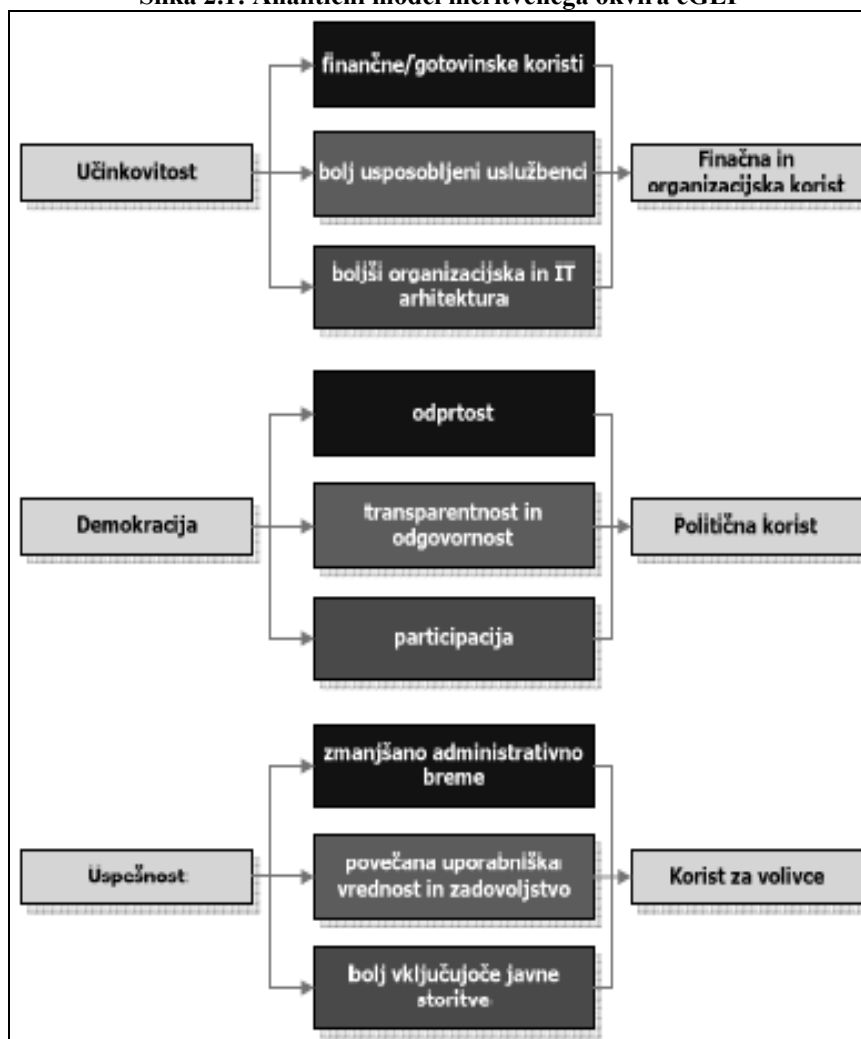 Slika 2.1: Analitični model meritvenega okvira eGEP
finančne/gotovinske koristi
Učinkovitost
bolj usposobljeni uslužbenci
Finačna in
organizacijska korist
boljši organizacijska in IT
arhitektura
odprtost
Demokracija
transparentnost in
odgovornost
Politična korist
participacija
zmanjšano administrativno
breme
Uspešnost
povečana uporabniška
vrednost in zadovoljstvo
Korist za volivce
bolj vključujoče javne
storitve